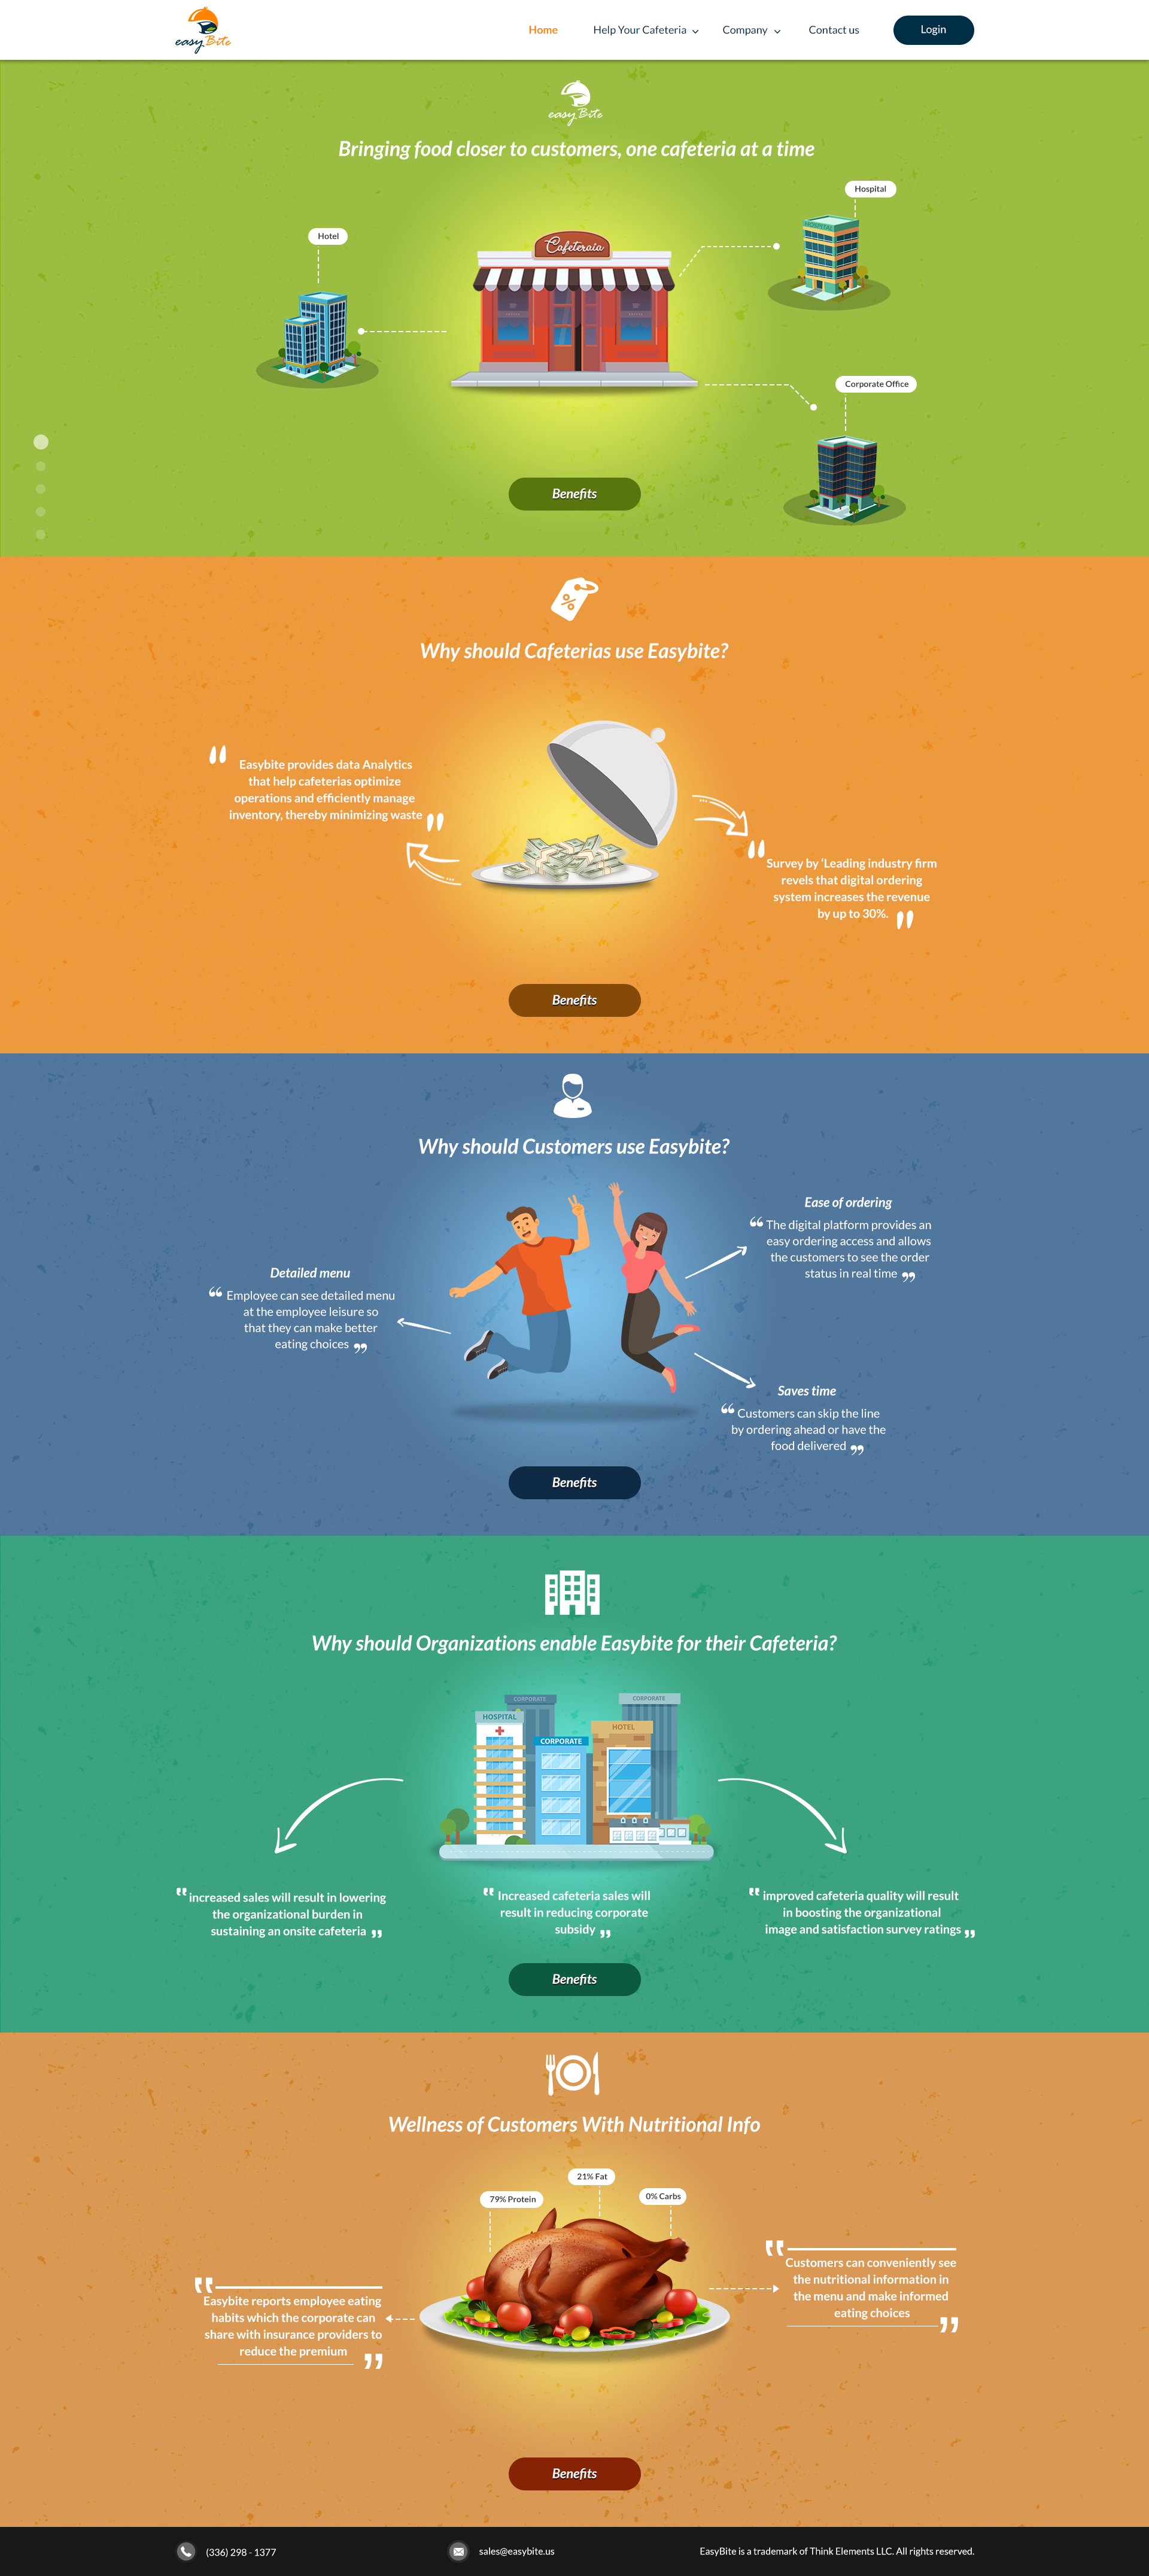 easy Bite
Home
Help Your Cafeteria
Company
Contact us
Login
easy Bite
Bringing food closer to customers, one cafeteria at a time
Hospital
HOSPITAL
Hotel
Cafeteraia
Corporate Office
Benefits
%
Why should Cafeterias use Easybite?
Easybite provides data Analytics
that help cafeterias optimize
operations and efficiently manage
inventory, thereby minimizing waste
Survey by ‘Leading industry firm
revels that digital ordering
system increases the revenue
by up to 30%.
Benefits
Why should Customers use Easybite?
Ease of ordering
“ The digital platform provides an
easy ordering access and allows
the customers to see the order
status in real time ”
Detailed menu
“ Employee can see detailed menu
at the employee leisure so
that they can make better
eating choices ”
Saves time
“ Customers can skip the line
by ordering ahead or have the
food delivered ”
Benefits
Why should Organizations enable Easybite for their Cafeteria?
CORPORATE
CORPORATE
HOSPITAL
HOTEL
CORPORATE
"increased sales will result in lowering
the organizational burden in
sustaining an onsite cafeteria "
" Increased cafeteria sales will
result in reducing corporate
subsidy "
" improved cafeteria quality will result
in boosting the organizational
image and satisfaction survey ratings "
Benefits
Wellness of Customers With Nutritional Info
21% Fat
79% Protein
0% Carbs
Customers can conveniently see
the nutritional information in
the menu and make informed
eating choices
Easybite reports employee eating
habits which the corporate can
share with insurance providers to
reduce the premium
Benefits
(336) 298 - 1377
sales@easybite.us
EasyBite is a trademark of Think Elements LLC. All rights reserved.